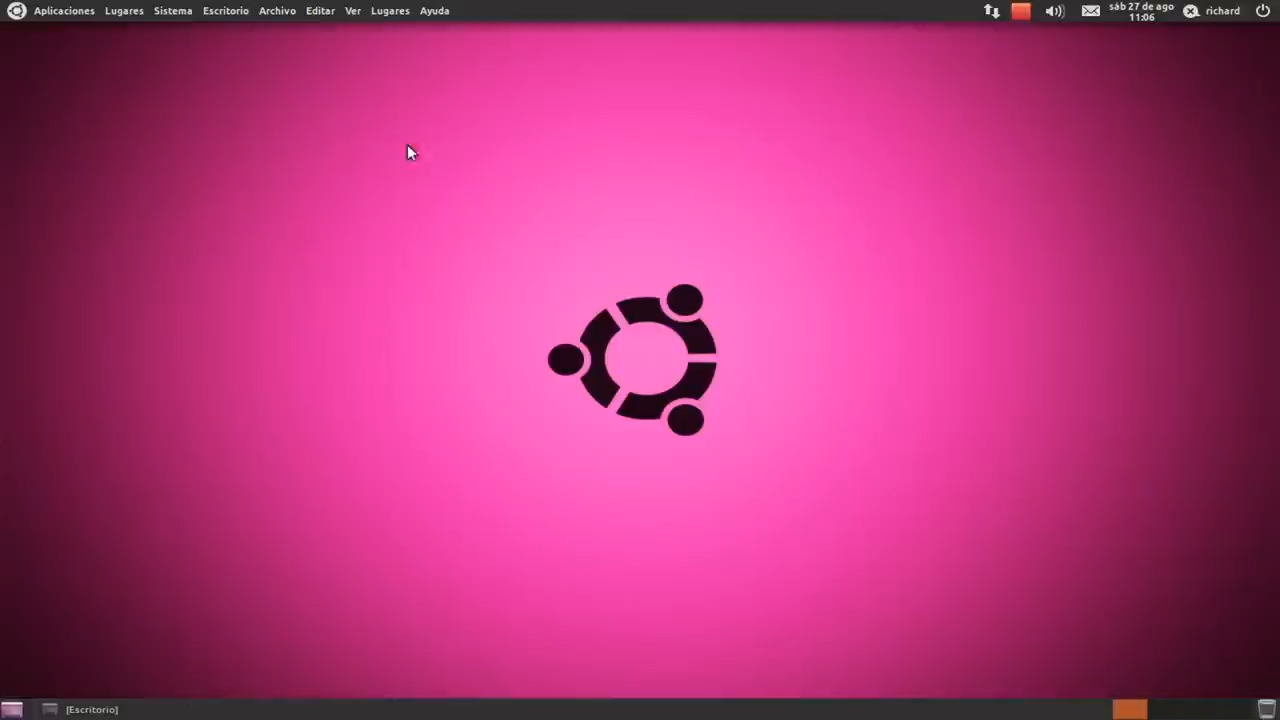 Aplicaciones Lugares Sistema Escritorio Archivo Editar Ver Lugares Ayuda
sáb 27 de ago
11:06
richard
[Escritorio]